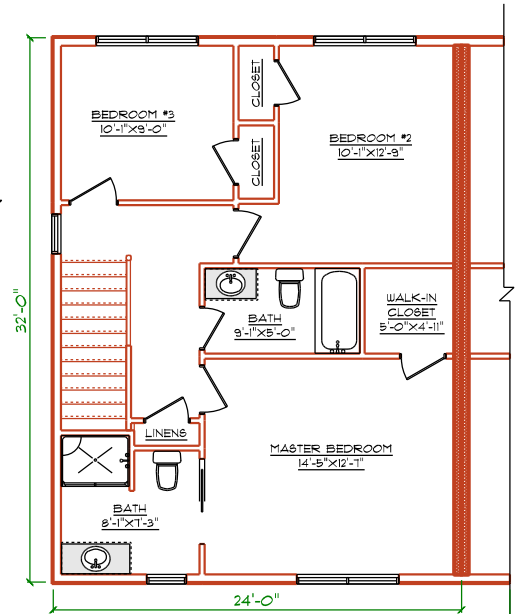 CLOSET
BEDROOM #3
10'-1"X9'-0"
BEDROOM #2
10'-1"X12'-9"
CLOSET
32'-0"
WALK-IN
CLOSET
5'-0"X4'-11"
BATH
9'-1"X5'-0"
LINENS
MASTER BEDROOM
14'-5"X12'-7"
BATH
8'-1"X7'-3"
24'-0"